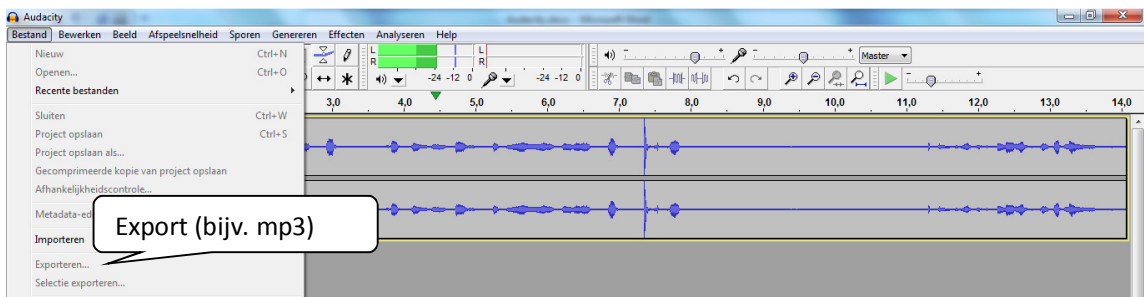 Audacity
Bestand Bewerken Beeld Afspeelsnelheid Sporen Genereren Effecten Analyseren Help
Nieuw Ctrl+N
Openen... Ctrl+O
Recente bestanden
Sluiten Ctrl+W
Project opslaan Ctrl+S
Project opslaan als...
Gecomprimeerde kopie van project opslaan
Afhankelijkheidscontrole...
Metadata-ed
Importeren
Exporteren...
Selectie exporteren...
Export (bijv. mp3)
L L
R R
Master
-24 -12 0 -24 -12 0
3,0 4,0 5,0 6,0 7,0 8,0 9,0 10,0 11,0 12,0 13,0 14,0